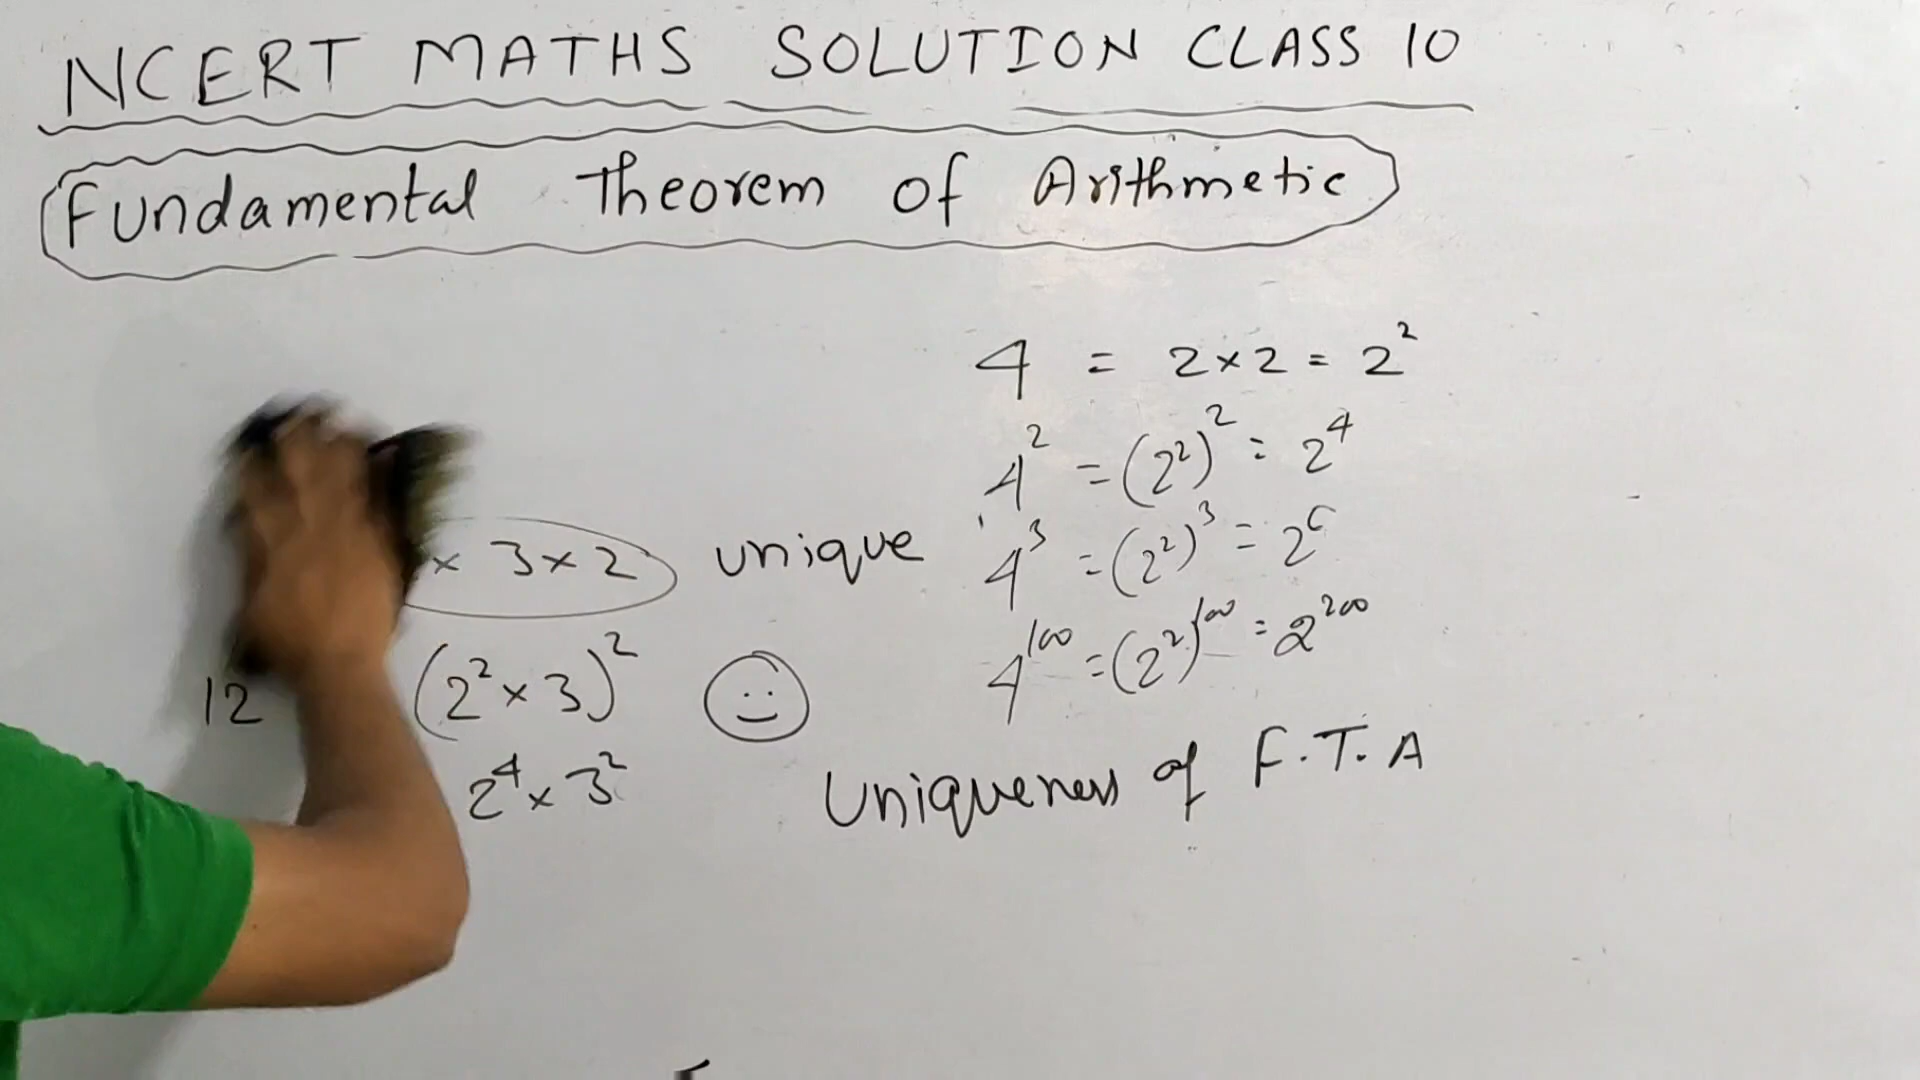 NCERT MATHS SOLUTION CLASS 10
Fundamental Theorem of Arithmetic
4 = 2×2 = 2²
4² = (2²)² = 2⁴
× 3×2 unique
4³ = (2²)³ = 2⁶
4¹⁰⁰ = (2²)¹⁰⁰ = 2²⁰⁰
12 (2²×3)²
2⁴×3²
Uniqueness of F.T.A